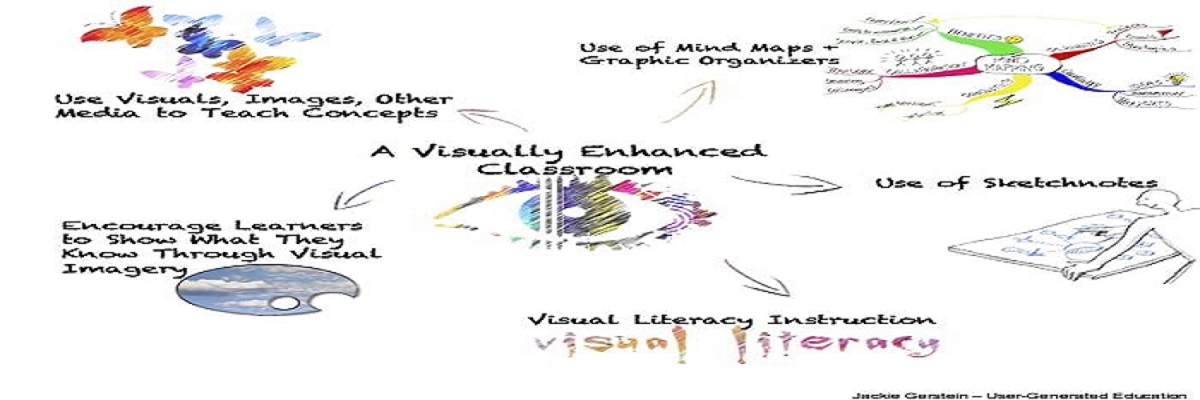 Use Visuals, Images, Other
Media to Teach Concepts
Use of Mind Maps +
Graphic Organizers
A Visually Enhanced
Classroom
Use of Sketchnotes
Encourage Learners
to Show What They
Know Through Visual
Imagery
Visual Literacy Instruction
visual literacy
Jackie Gerstein – User-Generated Education